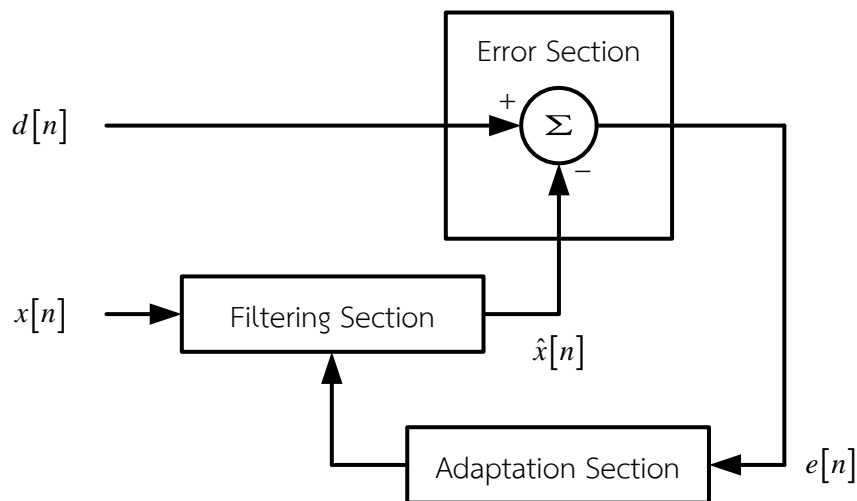 Error Section
+
d[n]
Σ
−
x[n]
Filtering Section
x̂[n]
Adaptation Section
e[n]